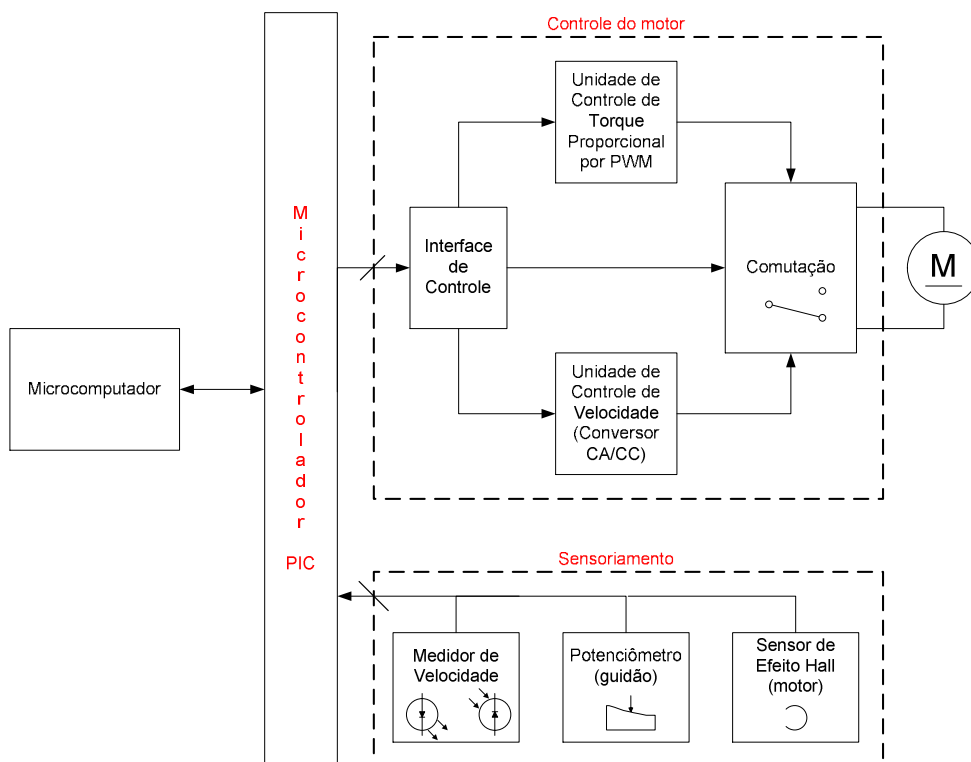 Controle do motor
Unidade de
Controle de
Torque
Proporcional
por PWM
Microcontrolador
PIC
Interface
de
Controle
Comutação
M
Microcomputador
Unidade de
Controle de
Velocidade
(Conversor
CA/CC)
Sensoriamento
Medidor de
Velocidade
Potenciômetro
(guidão)
Sensor de
Efeito Hall
(motor)